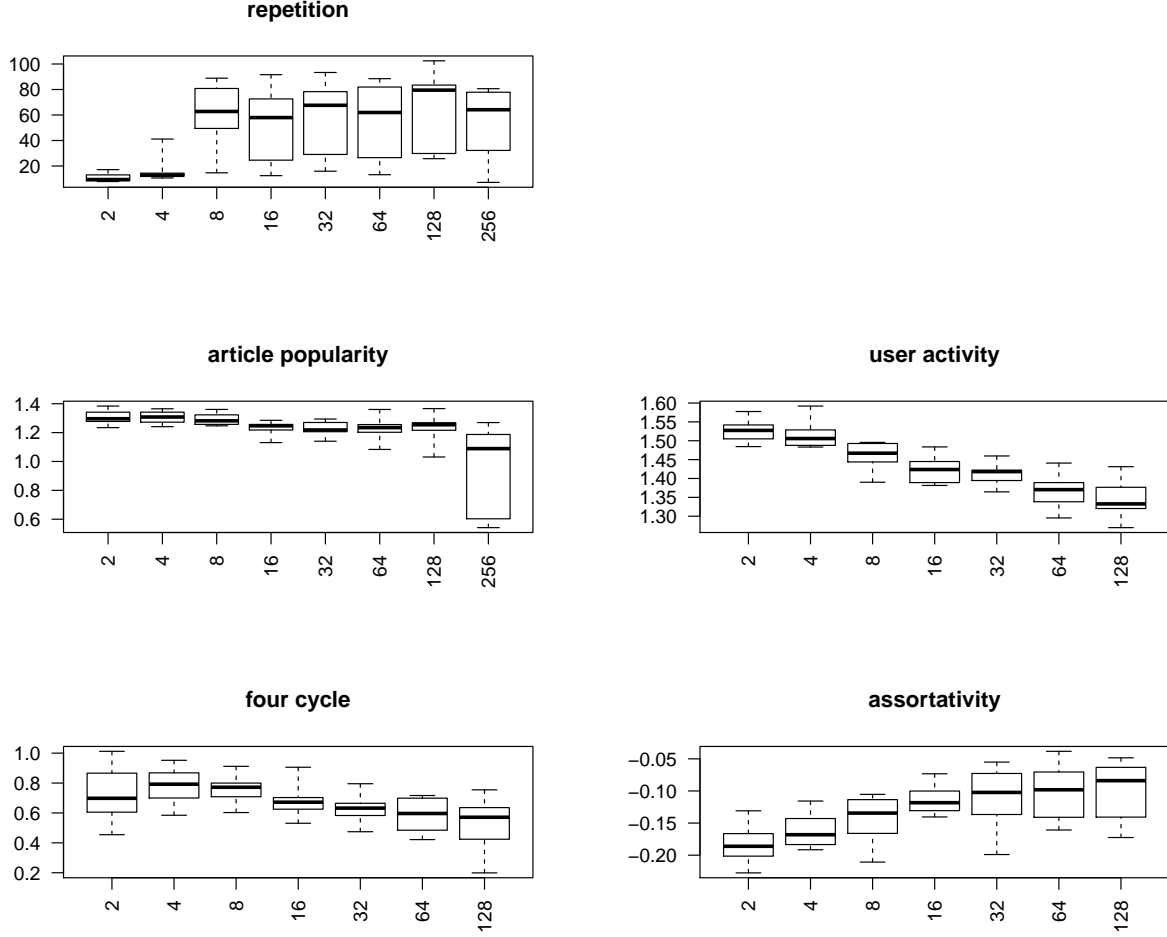 repetition
100
80
60
40
20
2 4 8 16 32 64 128 256
article popularity
1.4
1.2
1.0
0.8
0.6
2 4 8 16 32 64 128 256
user activity
1.60
1.55
1.50
1.45
1.40
1.35
1.30
2 4 8 16 32 64 128
four cycle
1.0
0.8
0.6
0.4
0.2
2 4 8 16 32 64 128
assortativity
−0.05
−0.10
−0.15
−0.20
2 4 8 16 32 64 128